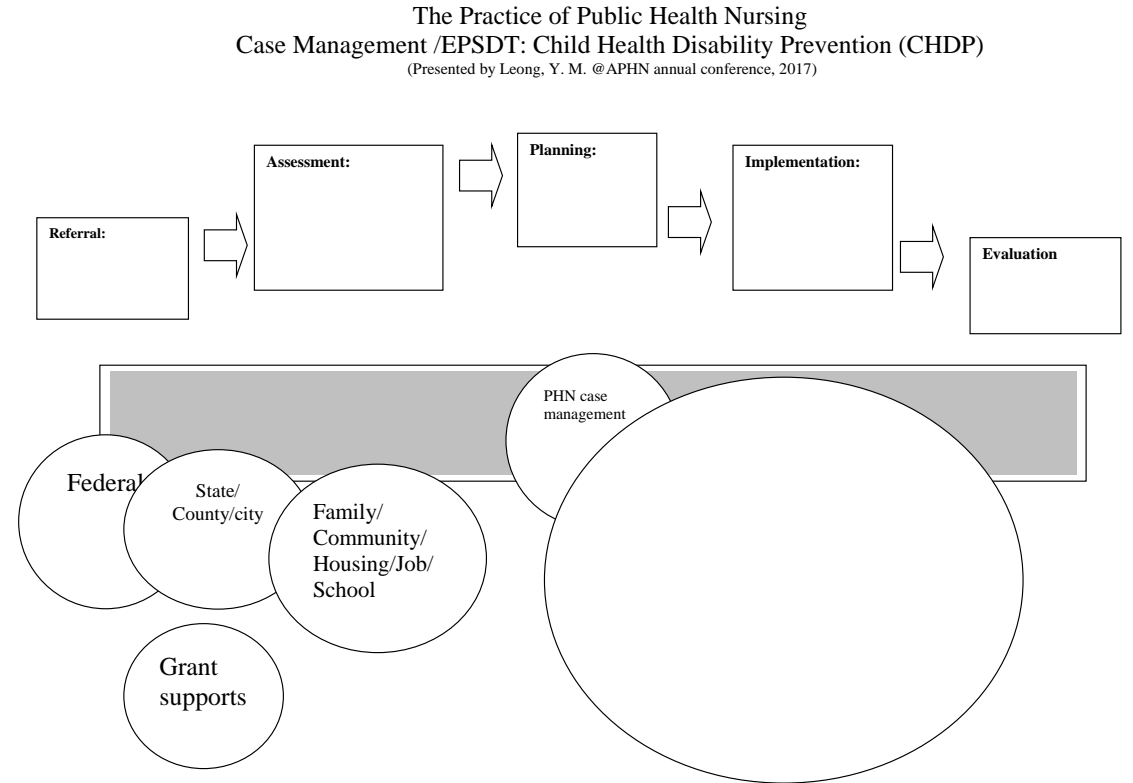 The Practice of Public Health Nursing
Case Management /EPSDT: Child Health Disability Prevention (CHDP)
(Presented by Leong, Y. M. @APHN annual conference, 2017)
Referral:
Assessment:
Planning:
Implementation:
Evaluation
PHN case
management
Federal
State/
County/city
Family/
Community/
Housing/Job/
School
Grant
supports